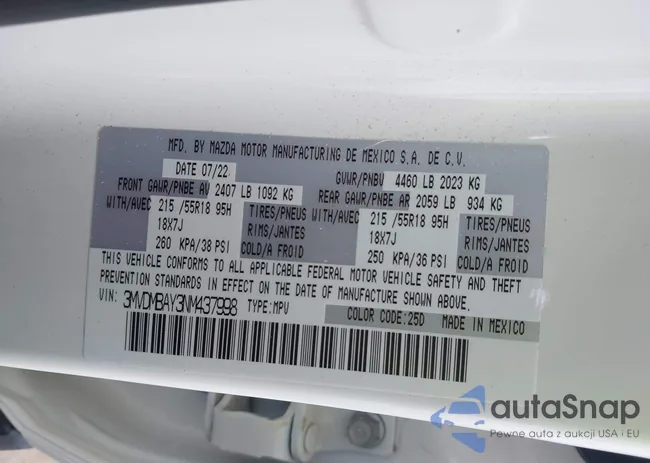 MFD. BY MAZDA MOTOR MANUFACTURING DE MEXICO S.A. DE C.V.
DATE 07/22 GVWR/PNBV 4460 LB 2023 KG
FRONT GAWR/PNBE AV 2407 LB 1092 KG REAR GAWR/PNBE AR 2059 LB 934 KG
WITH/AVEC 215 /55R18 95H TIRES/PNEUS WITH/AVEC 215 /55R18 95H TIRES/PNEUS
18X7J RIMS/JANTES 18X7J RIMS/JANTES
260 KPA/38 PSI COLD/A FROID 250 KPA/36 PSI COLD/A FROID
THIS VEHICLE CONFORMS TO ALL APPLICABLE FEDERAL MOTOR VEHICLE SAFETY AND THEFT
PREVENTION STANDARDS IN EFFECT ON THE DATE OF MANUFACTURE SHOWN ABOVE.
VIN: 3MVDMBAY3NM437998 TYPE: MPV COLOR CODE: 25D MADE IN MEXICO
autaSnap
Pewne auta z aukcji USA i EU